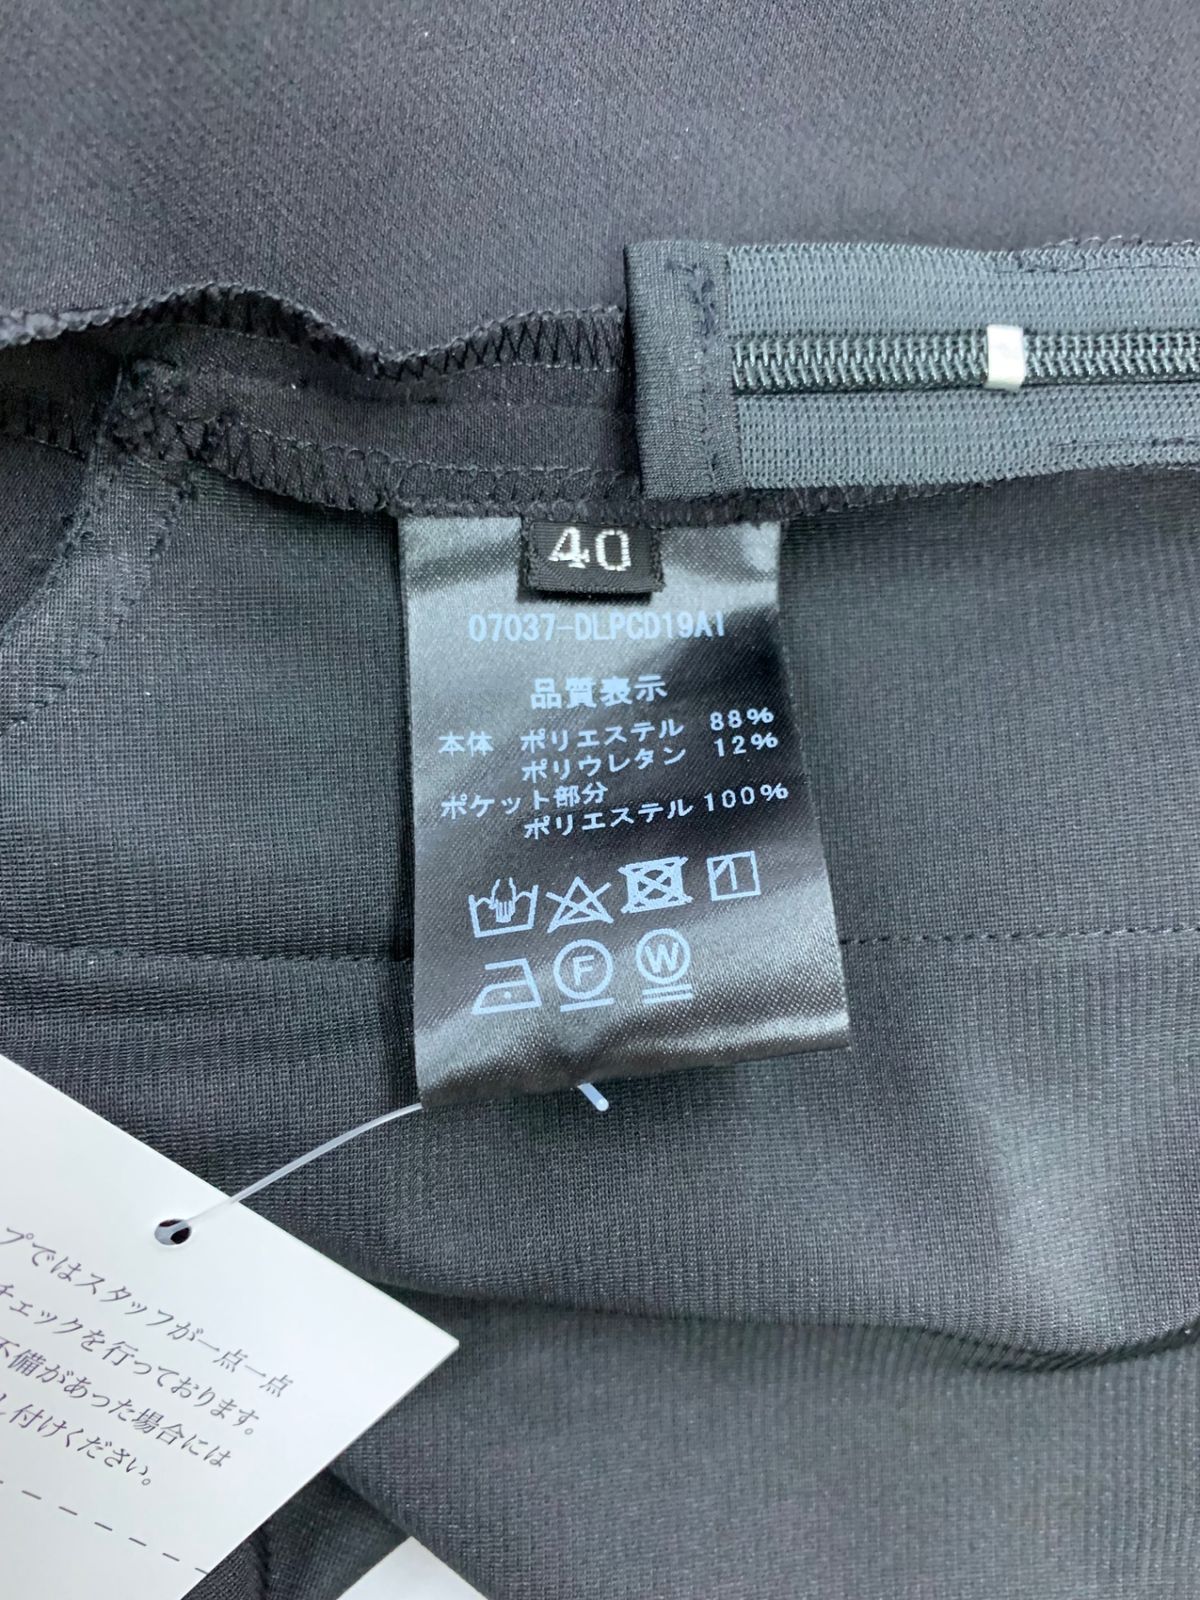 40
07037-DLPCD19A1
品質表示
本体 ポリエステル 88%
ポリウレタン 12%
ポケット部分
ポリエステル 100%
F W
プではスタッフが一点一点
チェックを行っております。
不備があった場合には
し付けください。